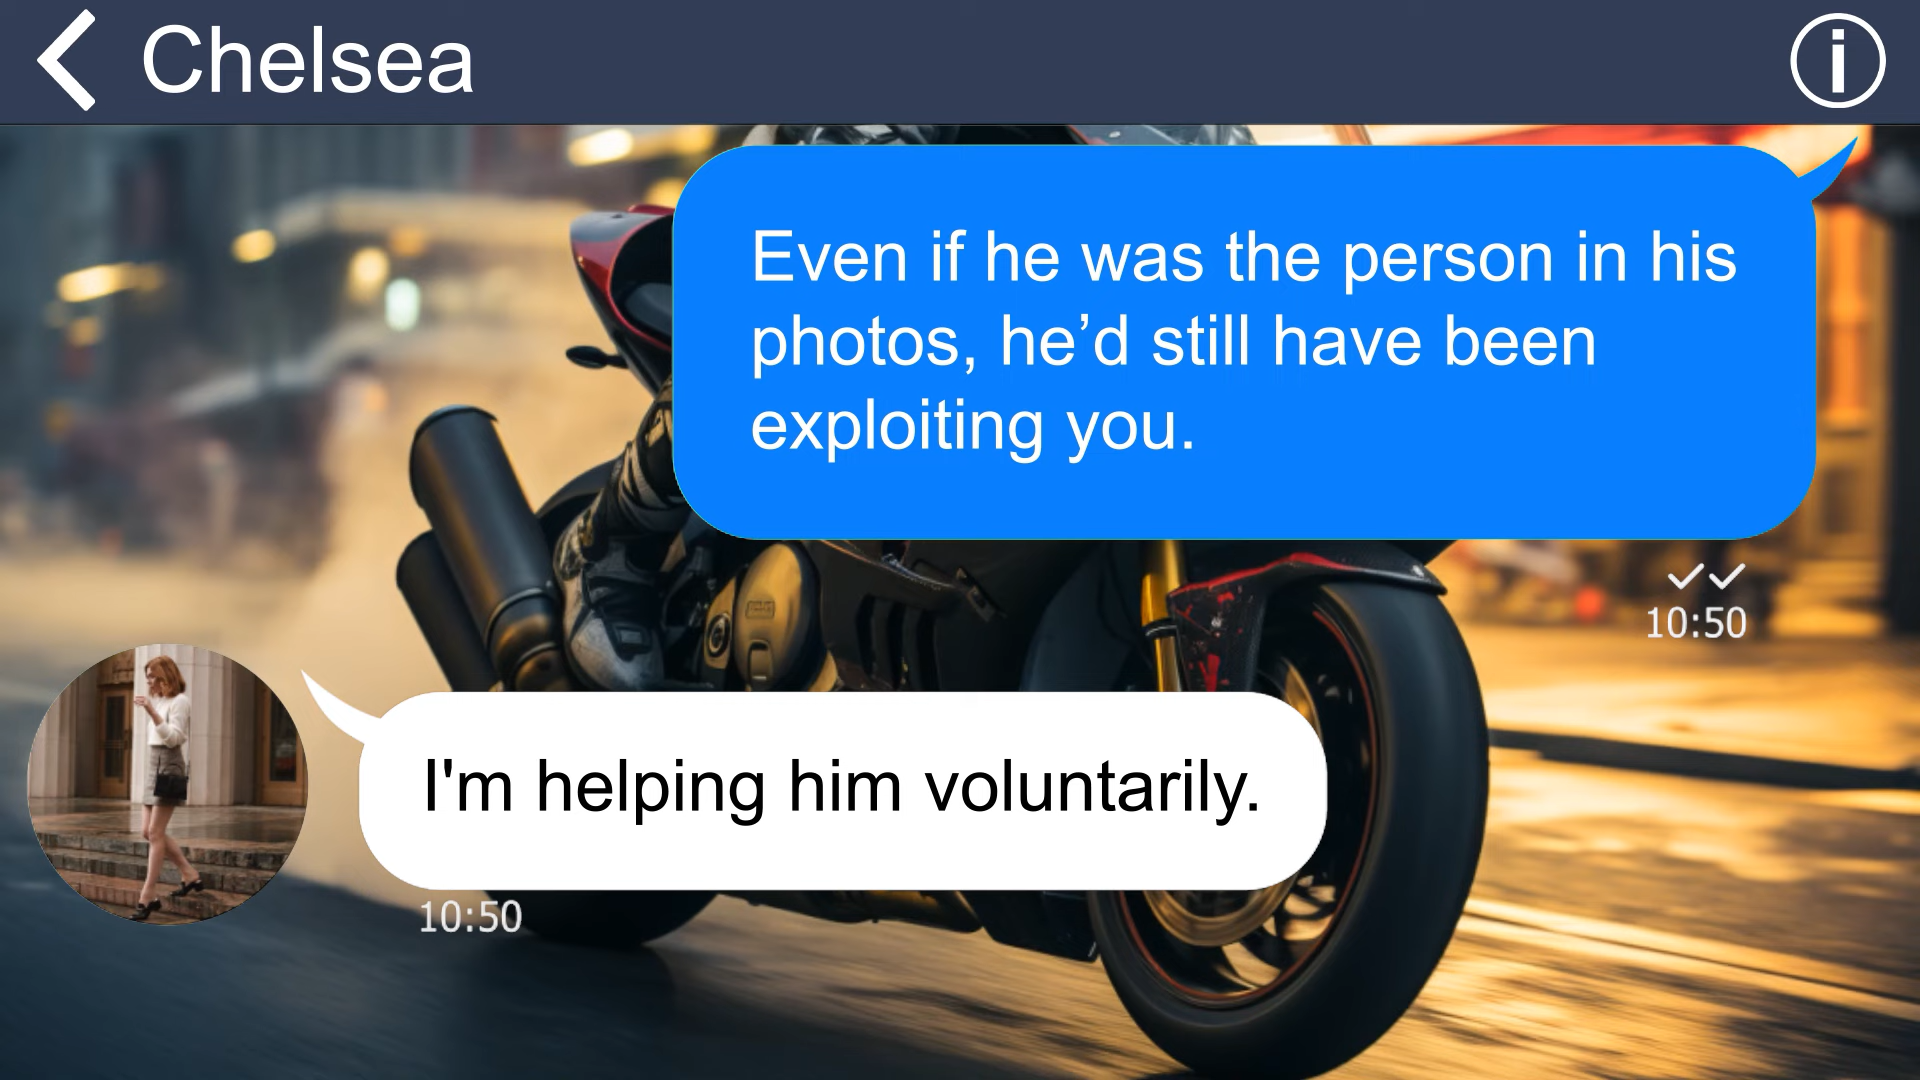 Chelsea
Even if he was the person in his
photos, he’d still have been
exploiting you.
10:50
I'm helping him voluntarily.
10:50